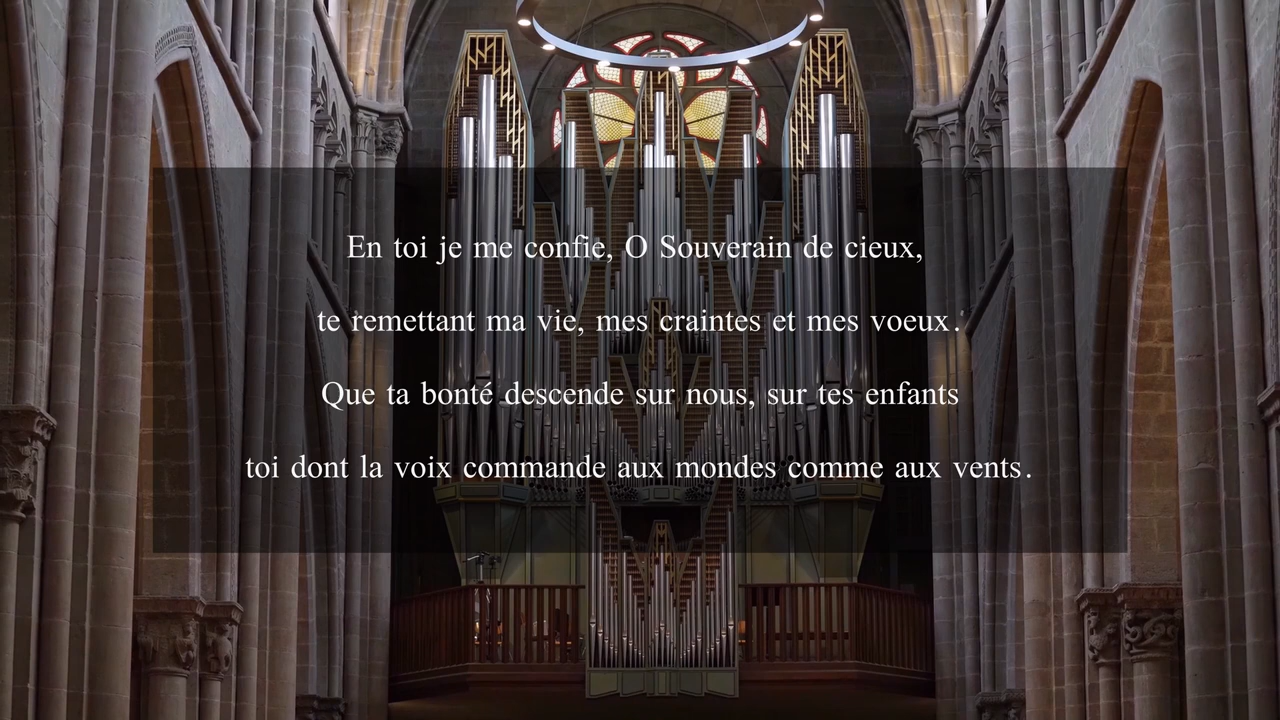 En toi je me confie, O Souverain de cieux,
te remettant ma vie, mes craintes et mes voeux.
Que ta bonté descende sur nous, sur tes enfants
toi dont la voix commande aux mondes comme aux vents.